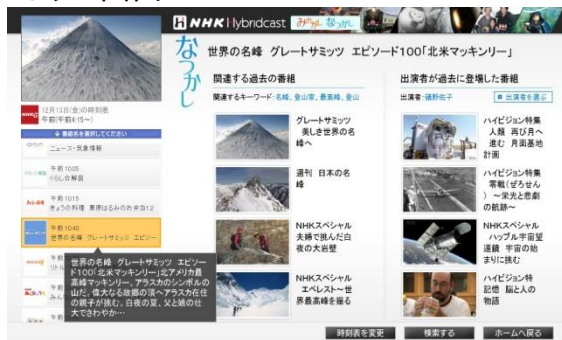 NHK Hybridcast みのがし なつかし
なつかし
世界の名峰 グレートサミッツ エピソード100「北米マッキンリー」
12月13日(金)の時刻表
午前(午前4:15～)
番組名を選択してください
ニュース・気象情報
午前 1005
くらし☆解説
午前 1015
きょうの料理 栗原はるみのお弁当12
午前 1040
世界の名峰 グレートサミッツ エピソー
世界の名峰 グレートサミッツ エピソー
ド100「北米マッキンリー」北アメリカ最
高峰マッキンリー、アラスカのシンボルの
山だ。偉大なる故郷の頂へアラスカ在住
の親子が挑む。白夜の夏、父と娘の壮
大でさわやか…
関連する過去の番組
関連するキーワード:名峰、登山家、最高峰、登山
グレートサミッツ
美しき世界の名
峰へ
週刊 日本の名
峰
NHKスペシャル
夫婦で挑んだ白
夜の大岩壁
NHKスペシャル
エベレスト～世
界最高峰を撮る
出演者が過去に登場した番組
出演者:礒野佑子
出演者を選ぶ
ハイビジョン特集
人類 再び月へ
進む 月面基地
計画
ハイビジョン特集
零戦(ぜろせん
)～栄光と悲劇
の航跡～
NHKスペシャル
ハッブル宇宙望
遠鏡 宇宙の始
まりに挑む
ハイビジョン特
記憶 脳と人の
物語
時刻表を変更
検索する
ホームへ戻る